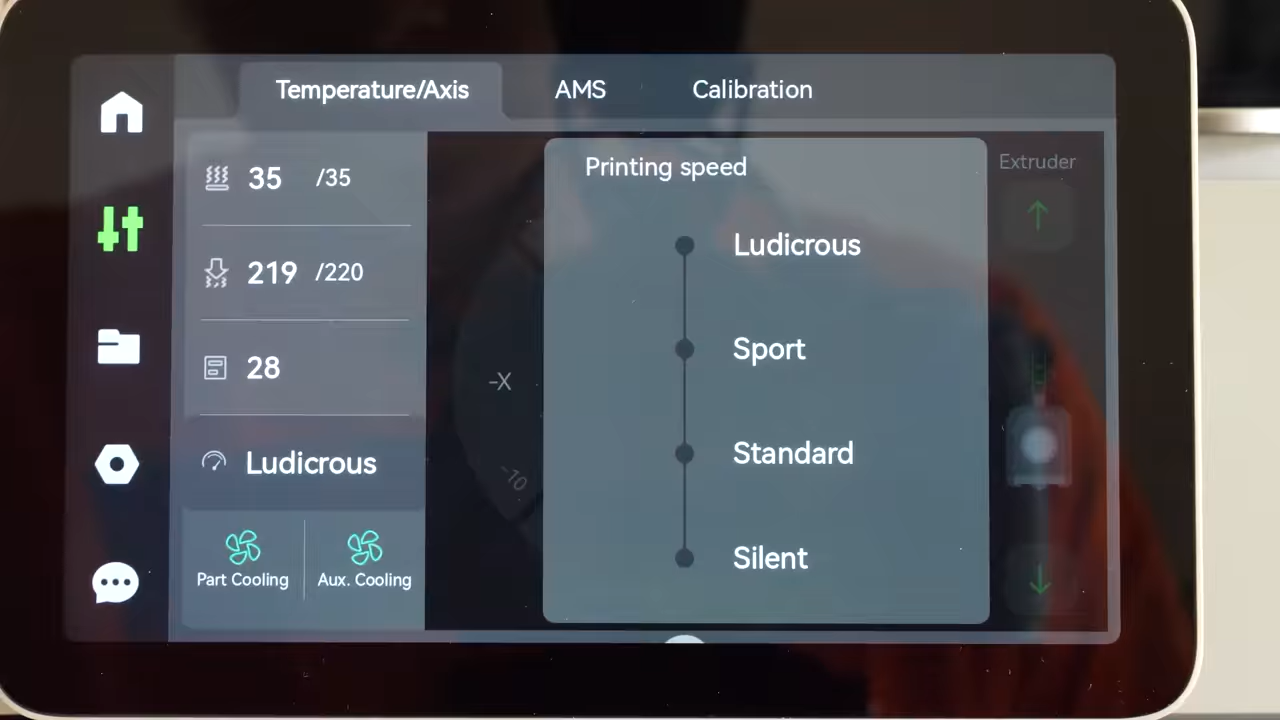 Temperature/Axis AMS Calibration
35 /35
219 /220
28
Ludicrous
Part Cooling Aux. Cooling
-X
-10
Printing speed
Ludicrous
Sport
Standard
Silent
Extruder